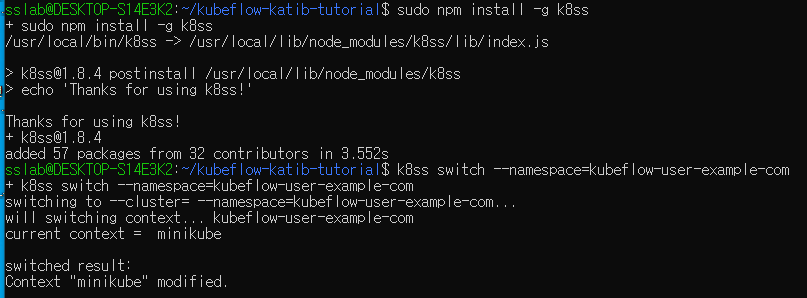 sslab@DESKTOP-S14E3K2:~/kubeflow-katib-tutorial$ sudo npm install -g k8ss
+ sudo npm install -g k8ss
/usr/local/bin/k8ss -> /usr/local/lib/node_modules/k8ss/lib/index.js

> k8ss@1.8.4 postinstall /usr/local/lib/node_modules/k8ss
> echo 'Thanks for using k8ss!'

Thanks for using k8ss!
+ k8ss@1.8.4
added 57 packages from 32 contributors in 3.552s
sslab@DESKTOP-S14E3K2:~/kubeflow-katib-tutorial$ k8ss switch --namespace=kubeflow-user-example-com
+ k8ss switch --namespace=kubeflow-user-example-com
switching to --cluster= --namespace=kubeflow-user-example-com...
will switching context... kubeflow-user-example-com
current context =  minikube

switched result:
Context "minikube" modified.